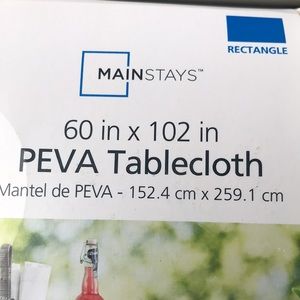 RECTANGLE
MAINSTAYS™
60 in x 102 in
PEVA Tablecloth
Mantel de PEVA - 152.4 cm x 259.1 cm